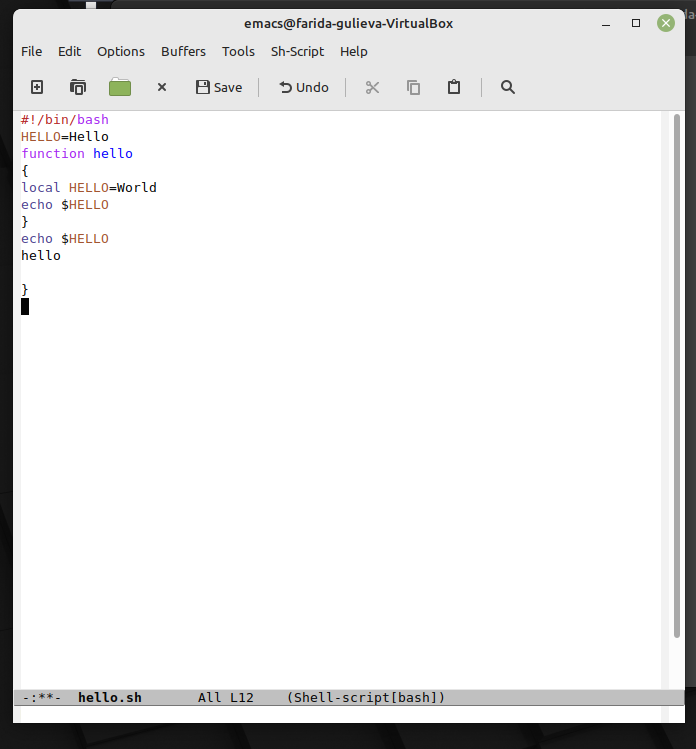 emacs@farida-gulieva-VirtualBox
File Edit Options Buffers Tools Sh-Script Help
Save Undo
#!/bin/bash
HELLO=Hello
function hello
{
local HELLO=World
echo $HELLO
}
echo $HELLO
hello
}
-:**- hello.sh All L12 (Shell-script[bash])